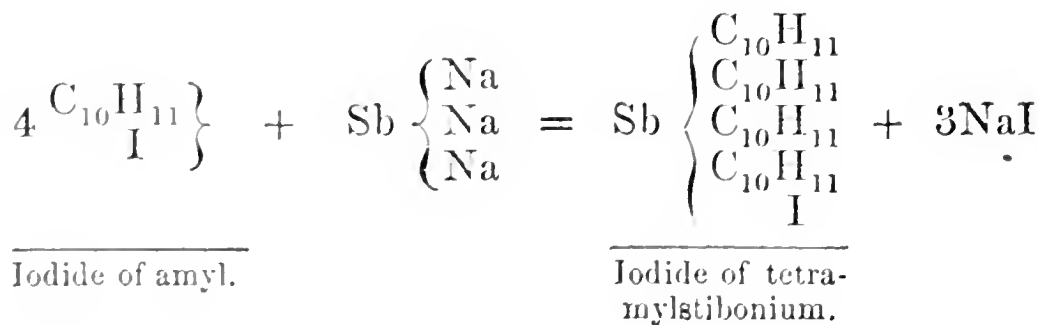 4 C₁₀H₁₁ I } + Sb { Na Na Na = Sb { C₁₀H₁₁ C₁₀H₁₁ C₁₀H₁₁ C₁₀H₁₁ I + 3NaI
Iodide of amyl.
Iodide of tetra-
mylstibonium.